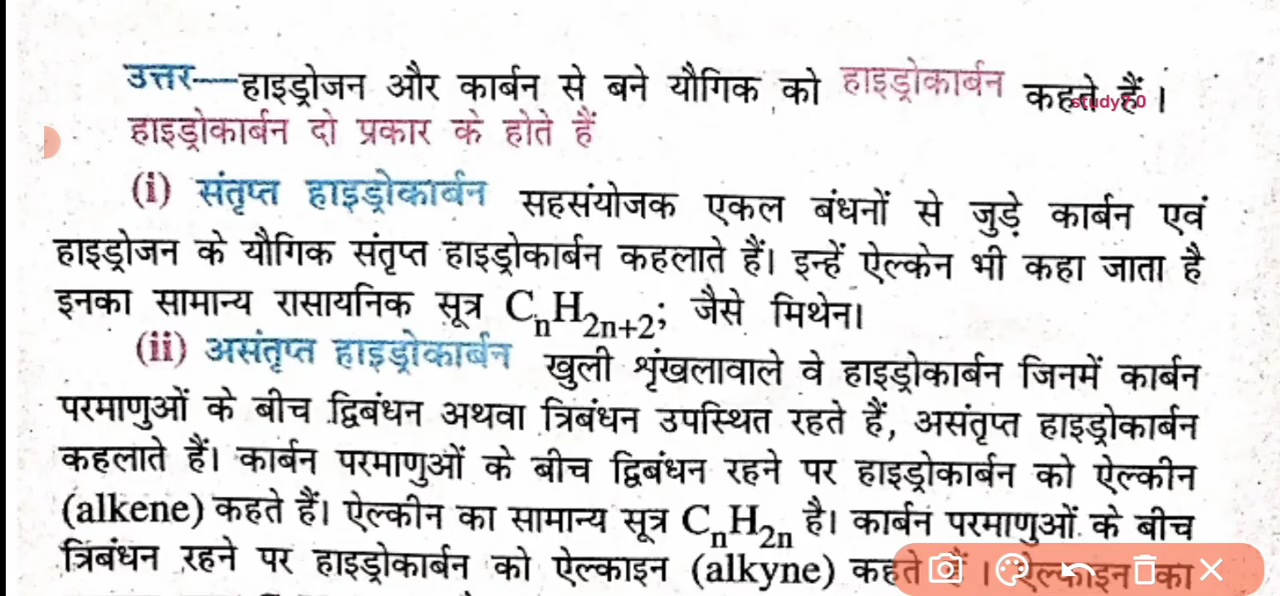 उत्तर—हाइड्रोजन और कार्बन से बने यौगिक को हाइड्रोकार्बन कहते हैं ।
study70
हाइड्रोकार्बन दो प्रकार के होते हैं
(i) संतृप्त हाइड्रोकार्बन सहसंयोजक एकल बंधनों से जुड़े कार्बन एवं
हाइड्रोजन के यौगिक संतृप्त हाइड्रोकार्बन कहलाते हैं। इन्हें ऐल्केन भी कहा जाता है
इनका सामान्य रासायनिक सूत्र CₙH₂ₙ₊₂; जैसे मिथेन।
(ii) असंतृप्त हाइड्रोकार्बन खुली शृंखलावाले वे हाइड्रोकार्बन जिनमें कार्बन
परमाणुओं के बीच द्विबंधन अथवा त्रिबंधन उपस्थित रहते हैं, असंतृप्त हाइड्रोकार्बन
कहलाते हैं। कार्बन परमाणुओं के बीच द्विबंधन रहने पर हाइड्रोकार्बन को ऐल्कीन
(alkene) कहते हैं। ऐल्कीन का सामान्य सूत्र CₙH₂ₙ है। कार्बन परमाणुओं के बीच
त्रिबंधन रहने पर हाइड्रोकार्बन को ऐल्काइन (alkyne) कहते हैं । ऐल्काइन का